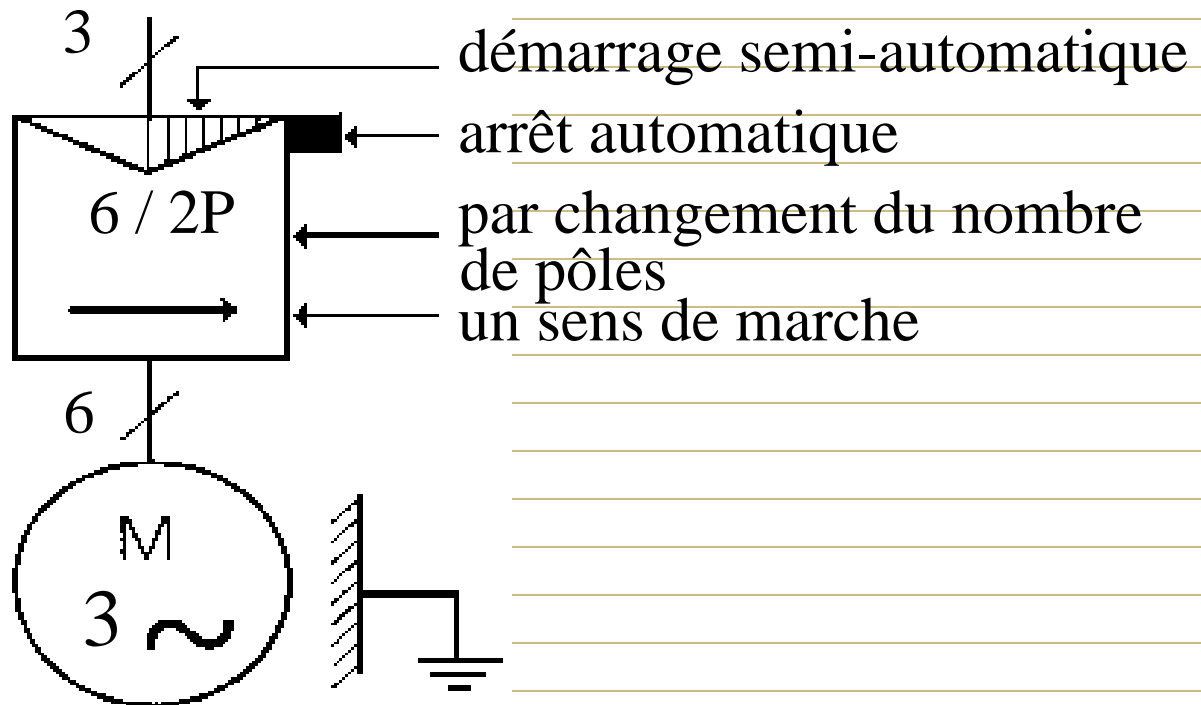 3
démarrage semi-automatique
arrêt automatique
6 / 2P
par changement du nombre
de pôles
un sens de marche
6
M
3 ~